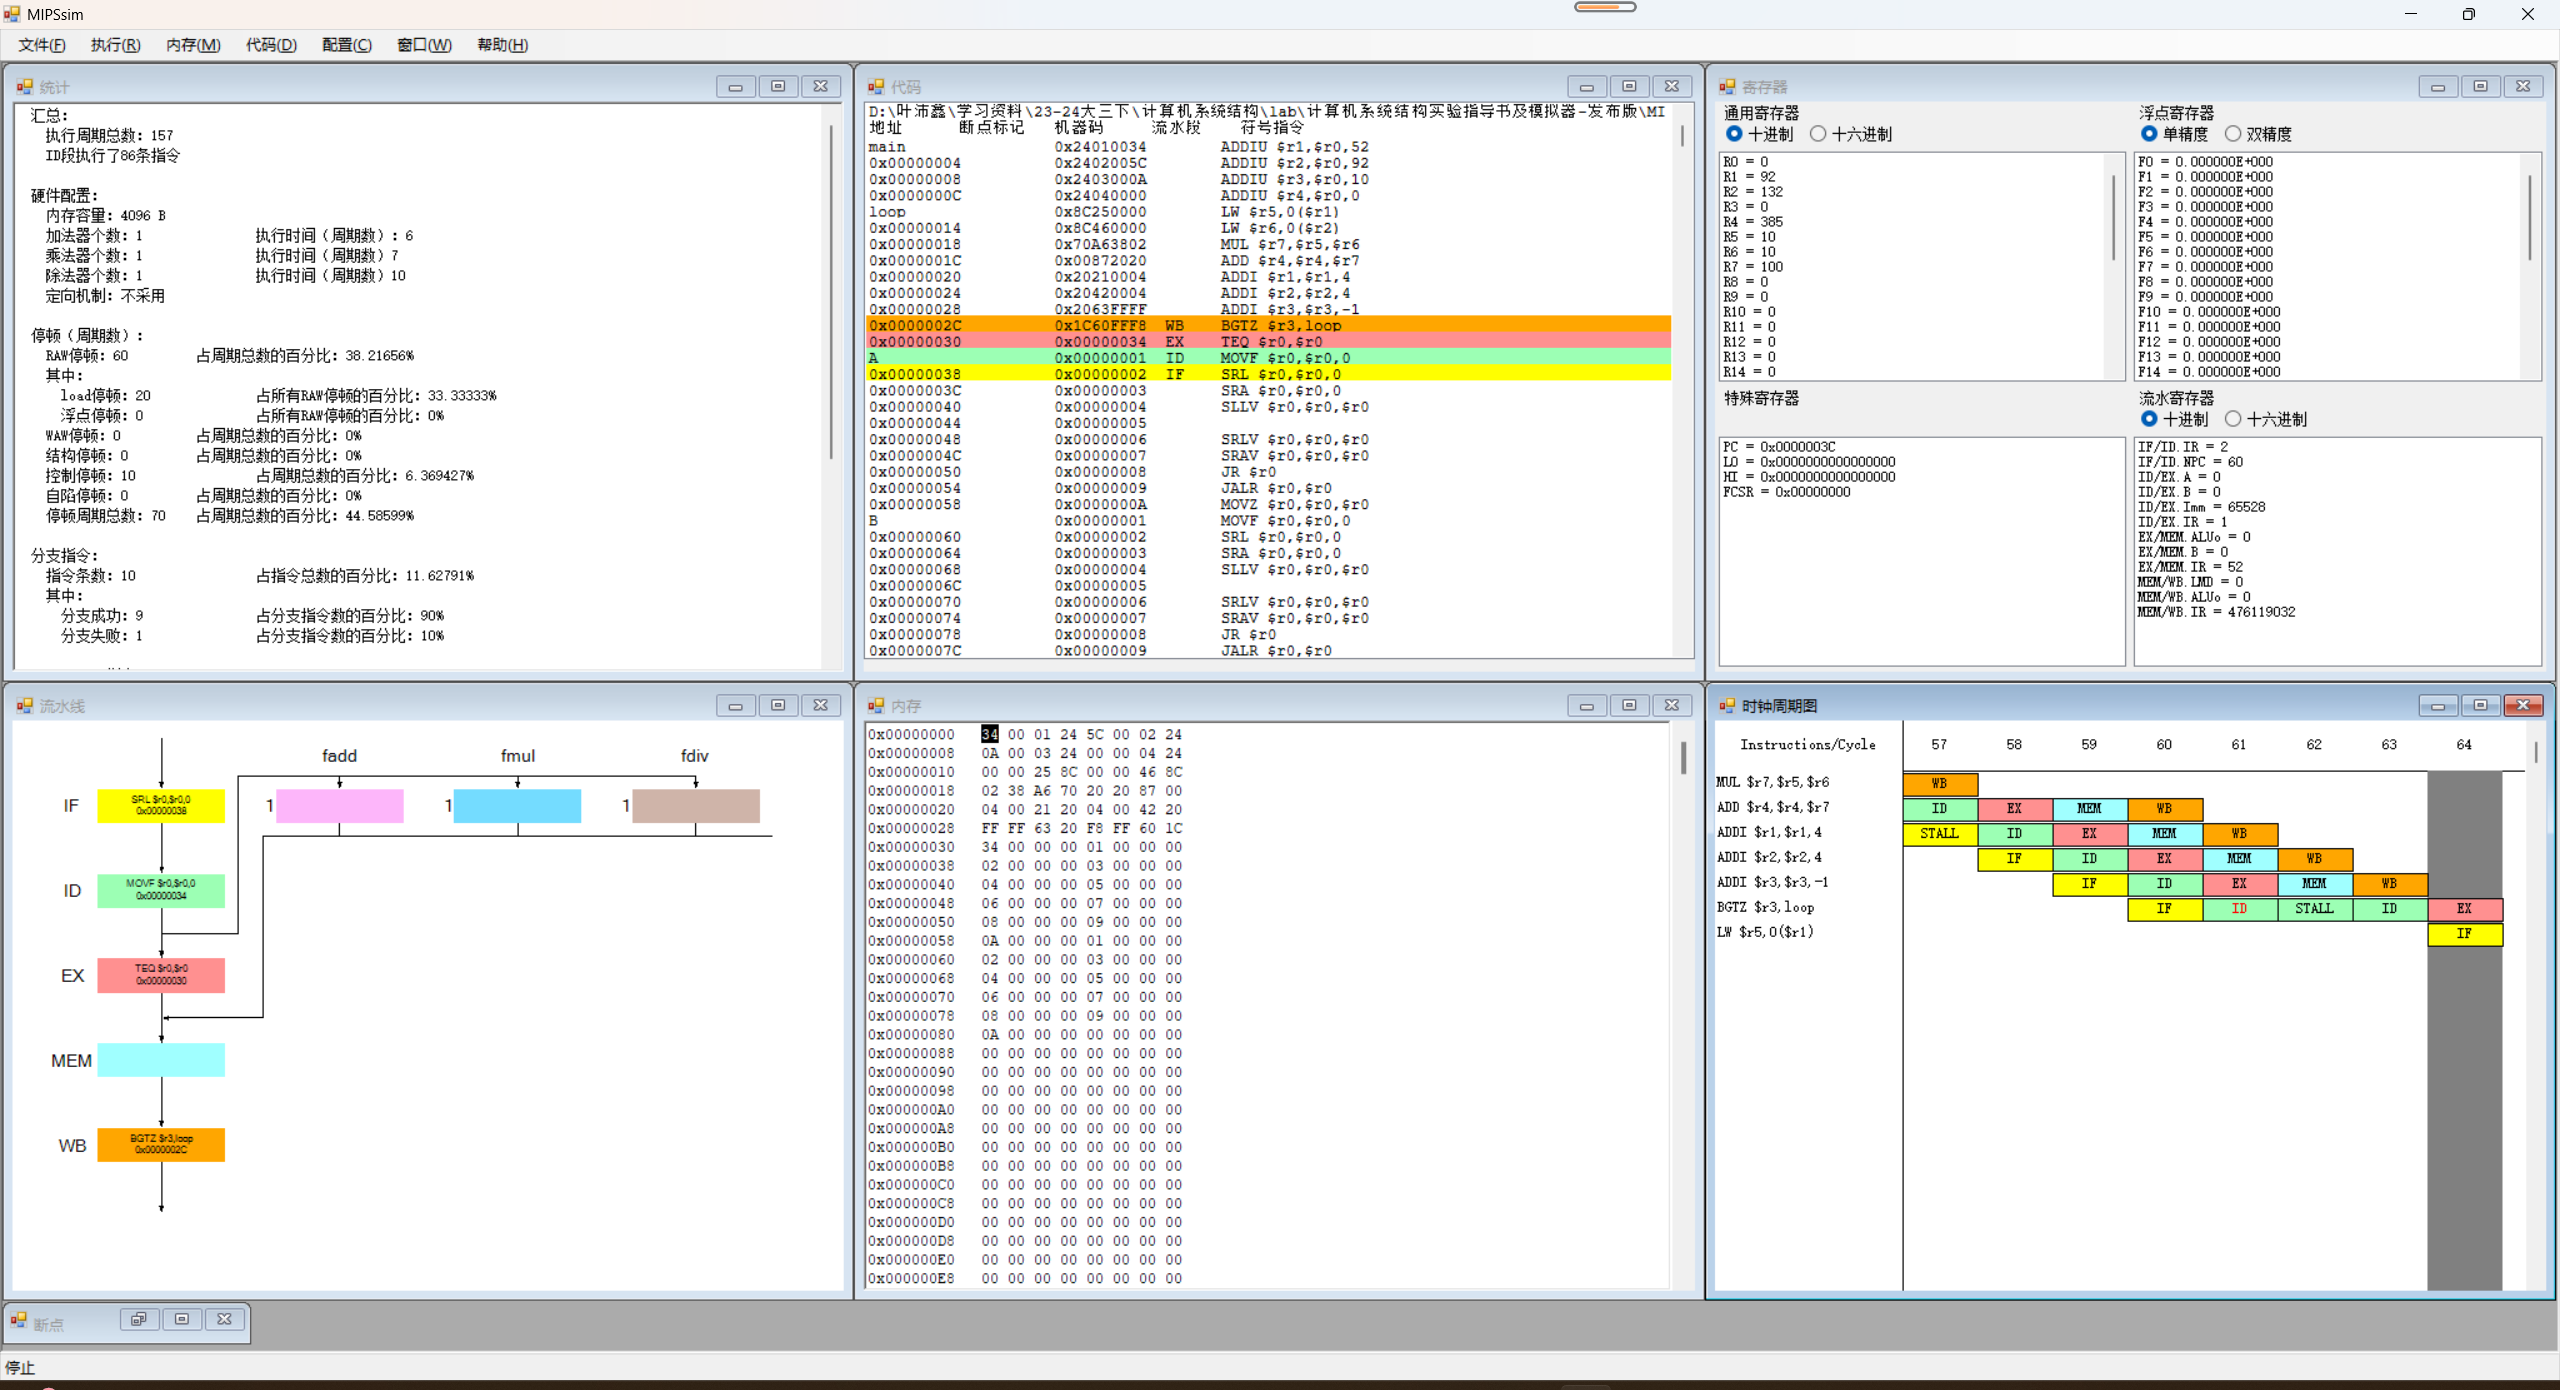 MIPSsim
文件(F) 执行(R) 内存(M) 代码(D) 配置(C) 窗口(W) 帮助(H)
统计
汇总:
执行周期总数: 157
ID段执行了86条指令
硬件配置:
内存容量: 4096 B
加法器个数: 1 执行时间（周期数）: 6
乘法器个数: 1 执行时间（周期数）7
除法器个数: 1 执行时间（周期数）10
定向机制: 不采用
停顿（周期数）:
RAW停顿: 60 占周期总数的百分比: 38.21656%
其中:
load停顿: 20 占所有RAW停顿的百分比: 33.33333%
浮点停顿: 0 占所有RAW停顿的百分比: 0%
WAW停顿: 0 占周期总数的百分比: 0%
结构停顿: 0 占周期总数的百分比: 0%
控制停顿: 10 占周期总数的百分比: 6.369427%
自陷停顿: 0 占周期总数的百分比: 0%
停顿周期总数: 70 占周期总数的百分比: 44.58599%
分支指令:
指令条数: 10 占指令总数的百分比: 11.62791%
其中:
分支成功: 9 占分支指令数的百分比: 90%
分支失败: 1 占分支指令数的百分比: 10%
代码
D:\叶沛鑫\学习资料\23-24大三下\计算机系统结构\lab\计算机系统结构实验指导书及模拟器-发布版\MI
地址 断点标记 机器码 流水段 符号指令
main 0x24010034 ADDIU $r1,$r0,52
0x00000004 0x2402005C ADDIU $r2,$r0,92
0x00000008 0x2403000A ADDIU $r3,$r0,10
0x0000000C 0x24040000 ADDIU $r4,$r0,0
loop 0x8C250000 LW $r5,0($r1)
0x00000014 0x8C460000 LW $r6,0($r2)
0x00000018 0x70A63802 MUL $r7,$r5,$r6
0x0000001C 0x00872020 ADD $r4,$r4,$r7
0x00000020 0x20210004 ADDI $r1,$r1,4
0x00000024 0x20420004 ADDI $r2,$r2,4
0x00000028 0x2063FFFF ADDI $r3,$r3,-1
0x0000002C 0x1C60FFF8 WB BGTZ $r3,loop
0x00000030 0x00000034 EX TEQ $r0,$r0
A 0x00000001 ID MOVF $r0,$r0,0
0x00000038 0x00000002 IF SRL $r0,$r0,0
0x0000003C 0x00000003 SRA $r0,$r0,0
0x00000040 0x00000004 SLLV $r0,$r0,$r0
0x00000044 0x00000005
0x00000048 0x00000006 SRLV $r0,$r0,$r0
0x0000004C 0x00000007 SRAV $r0,$r0,$r0
0x00000050 0x00000008 JR $r0
0x00000054 0x00000009 JALR $r0,$r0
0x00000058 0x0000000A MOVZ $r0,$r0,$r0
B 0x00000001 MOVF $r0,$r0,0
0x00000060 0x00000002 SRL $r0,$r0,0
0x00000064 0x00000003 SRA $r0,$r0,0
0x00000068 0x00000004 SLLV $r0,$r0,$r0
0x0000006C 0x00000005
0x00000070 0x00000006 SRLV $r0,$r0,$r0
0x00000074 0x00000007 SRAV $r0,$r0,$r0
0x00000078 0x00000008 JR $r0
0x0000007C 0x00000009 JALR $r0,$r0
寄存器
通用寄存器
十进制 十六进制
R0 = 0
R1 = 92
R2 = 132
R3 = 0
R4 = 385
R5 = 10
R6 = 10
R7 = 100
R8 = 0
R9 = 0
R10 = 0
R11 = 0
R12 = 0
R13 = 0
R14 = 0
浮点寄存器
单精度 双精度
F0 = 0.000000E+000
F1 = 0.000000E+000
F2 = 0.000000E+000
F3 = 0.000000E+000
F4 = 0.000000E+000
F5 = 0.000000E+000
F6 = 0.000000E+000
F7 = 0.000000E+000
F8 = 0.000000E+000
F9 = 0.000000E+000
F10 = 0.000000E+000
F11 = 0.000000E+000
F12 = 0.000000E+000
F13 = 0.000000E+000
F14 = 0.000000E+000
特殊寄存器
PC = 0x0000003C
LO = 0x0000000000000000
HI = 0x0000000000000000
FCSR = 0x00000000
流水寄存器
十进制 十六进制
IF/ID.IR = 2
IF/ID.NPC = 60
ID/EX.A = 0
ID/EX.B = 0
ID/EX.Imm = 65528
ID/EX.IR = 1
EX/MEM.ALUo = 0
EX/MEM.B = 0
EX/MEM.IR = 52
MEM/WB.LMD = 0
MEM/WB.ALUo = 0
MEM/WB.IR = 476119032
流水线
fadd fmul fdiv
IF SRL $r0,$r0,0 1 1 1
0x00000038
ID MOVF $r0,$r0,0
0x00000034
EX TEQ $r0,$r0
0x00000030
MEM
WB BGTZ $r3,loop
0x0000002C
内存
0x00000000 34 00 01 24 5C 00 02 24
0x00000008 0A 00 03 24 00 00 04 24
0x00000010 00 00 25 8C 00 00 46 8C
0x00000018 02 38 A6 70 20 20 87 00
0x00000020 04 00 21 20 04 00 42 20
0x00000028 FF FF 63 20 F8 FF 60 1C
0x00000030 34 00 00 00 01 00 00 00
0x00000038 02 00 00 00 03 00 00 00
0x00000040 04 00 00 00 05 00 00 00
0x00000048 06 00 00 00 07 00 00 00
0x00000050 08 00 00 00 09 00 00 00
0x00000058 0A 00 00 00 01 00 00 00
0x00000060 02 00 00 00 03 00 00 00
0x00000068 04 00 00 00 05 00 00 00
0x00000070 06 00 00 00 07 00 00 00
0x00000078 08 00 00 00 09 00 00 00
0x00000080 0A 00 00 00 00 00 00 00
0x00000088 00 00 00 00 00 00 00 00
0x00000090 00 00 00 00 00 00 00 00
0x00000098 00 00 00 00 00 00 00 00
0x000000A0 00 00 00 00 00 00 00 00
0x000000A8 00 00 00 00 00 00 00 00
0x000000B0 00 00 00 00 00 00 00 00
0x000000B8 00 00 00 00 00 00 00 00
0x000000C0 00 00 00 00 00 00 00 00
0x000000C8 00 00 00 00 00 00 00 00
0x000000D0 00 00 00 00 00 00 00 00
0x000000D8 00 00 00 00 00 00 00 00
0x000000E0 00 00 00 00 00 00 00 00
0x000000E8 00 00 00 00 00 00 00 00
时钟周期图
Instructions/Cycle 57 58 59 60 61 62 63 64
MUL $r7,$r5,$r6 WB
ADD $r4,$r4,$r7 ID EX MEM WB
ADDI $r1,$r1,4 STALL ID EX MEM WB
ADDI $r2,$r2,4 IF ID EX MEM WB
ADDI $r3,$r3,-1 IF ID EX MEM WB
BGTZ $r3,loop IF ID STALL ID EX
LW $r5,0($r1) IF
断点
停止